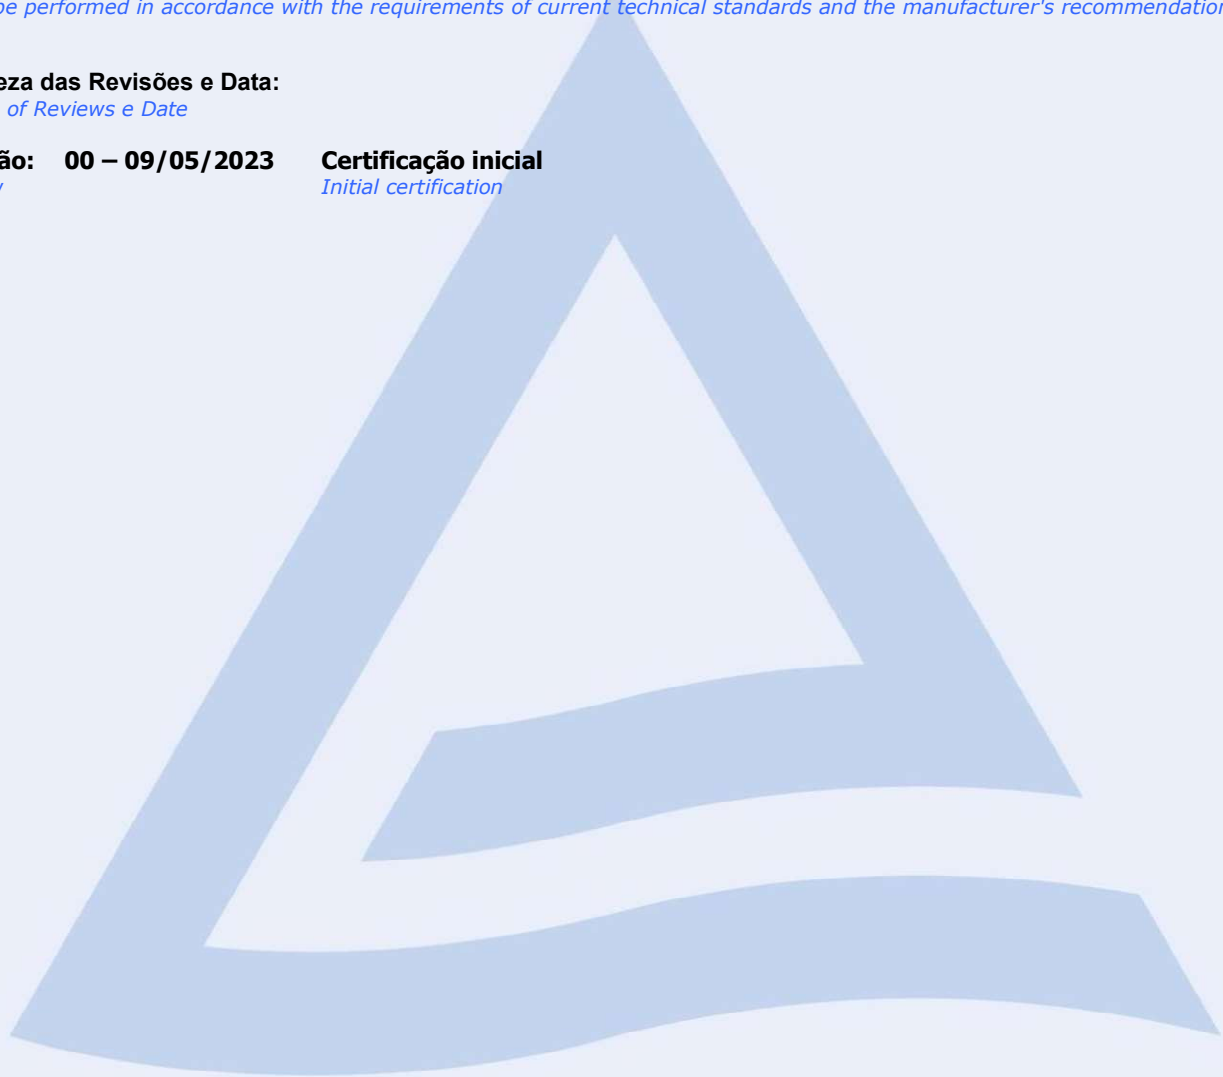 be performed in accordance with the requirements of current technical standards and the manufacturer's recommendation
eza das Revisões e Data:
of Reviews e Date
ão: 00 – 09/05/2023 Certificação inicial
Initial certification